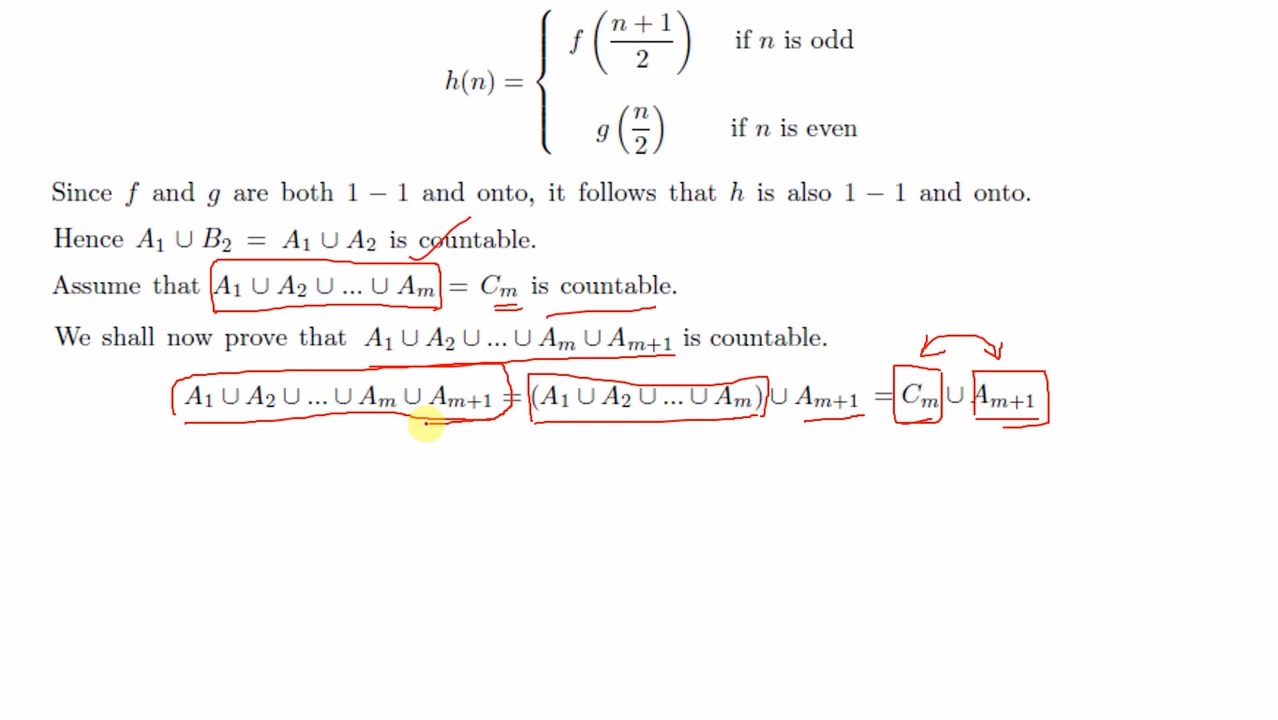 h(n) = { f((n + 1)/2) if n is odd
g(n/2) if n is even
Since f and g are both 1 − 1 and onto, it follows that h is also 1 − 1 and onto.
Hence A₁ ∪ B₂ = A₁ ∪ A₂ is countable.
Assume that A₁ ∪ A₂ ∪ ... ∪ Aₘ = Cₘ is countable.
We shall now prove that A₁ ∪ A₂ ∪ ... ∪ Aₘ ∪ Aₘ₊₁ is countable.
A₁ ∪ A₂ ∪ ... ∪ Aₘ ∪ Aₘ₊₁ = (A₁ ∪ A₂ ∪ ... ∪ Aₘ) ∪ Aₘ₊₁ = Cₘ ∪ Aₘ₊₁